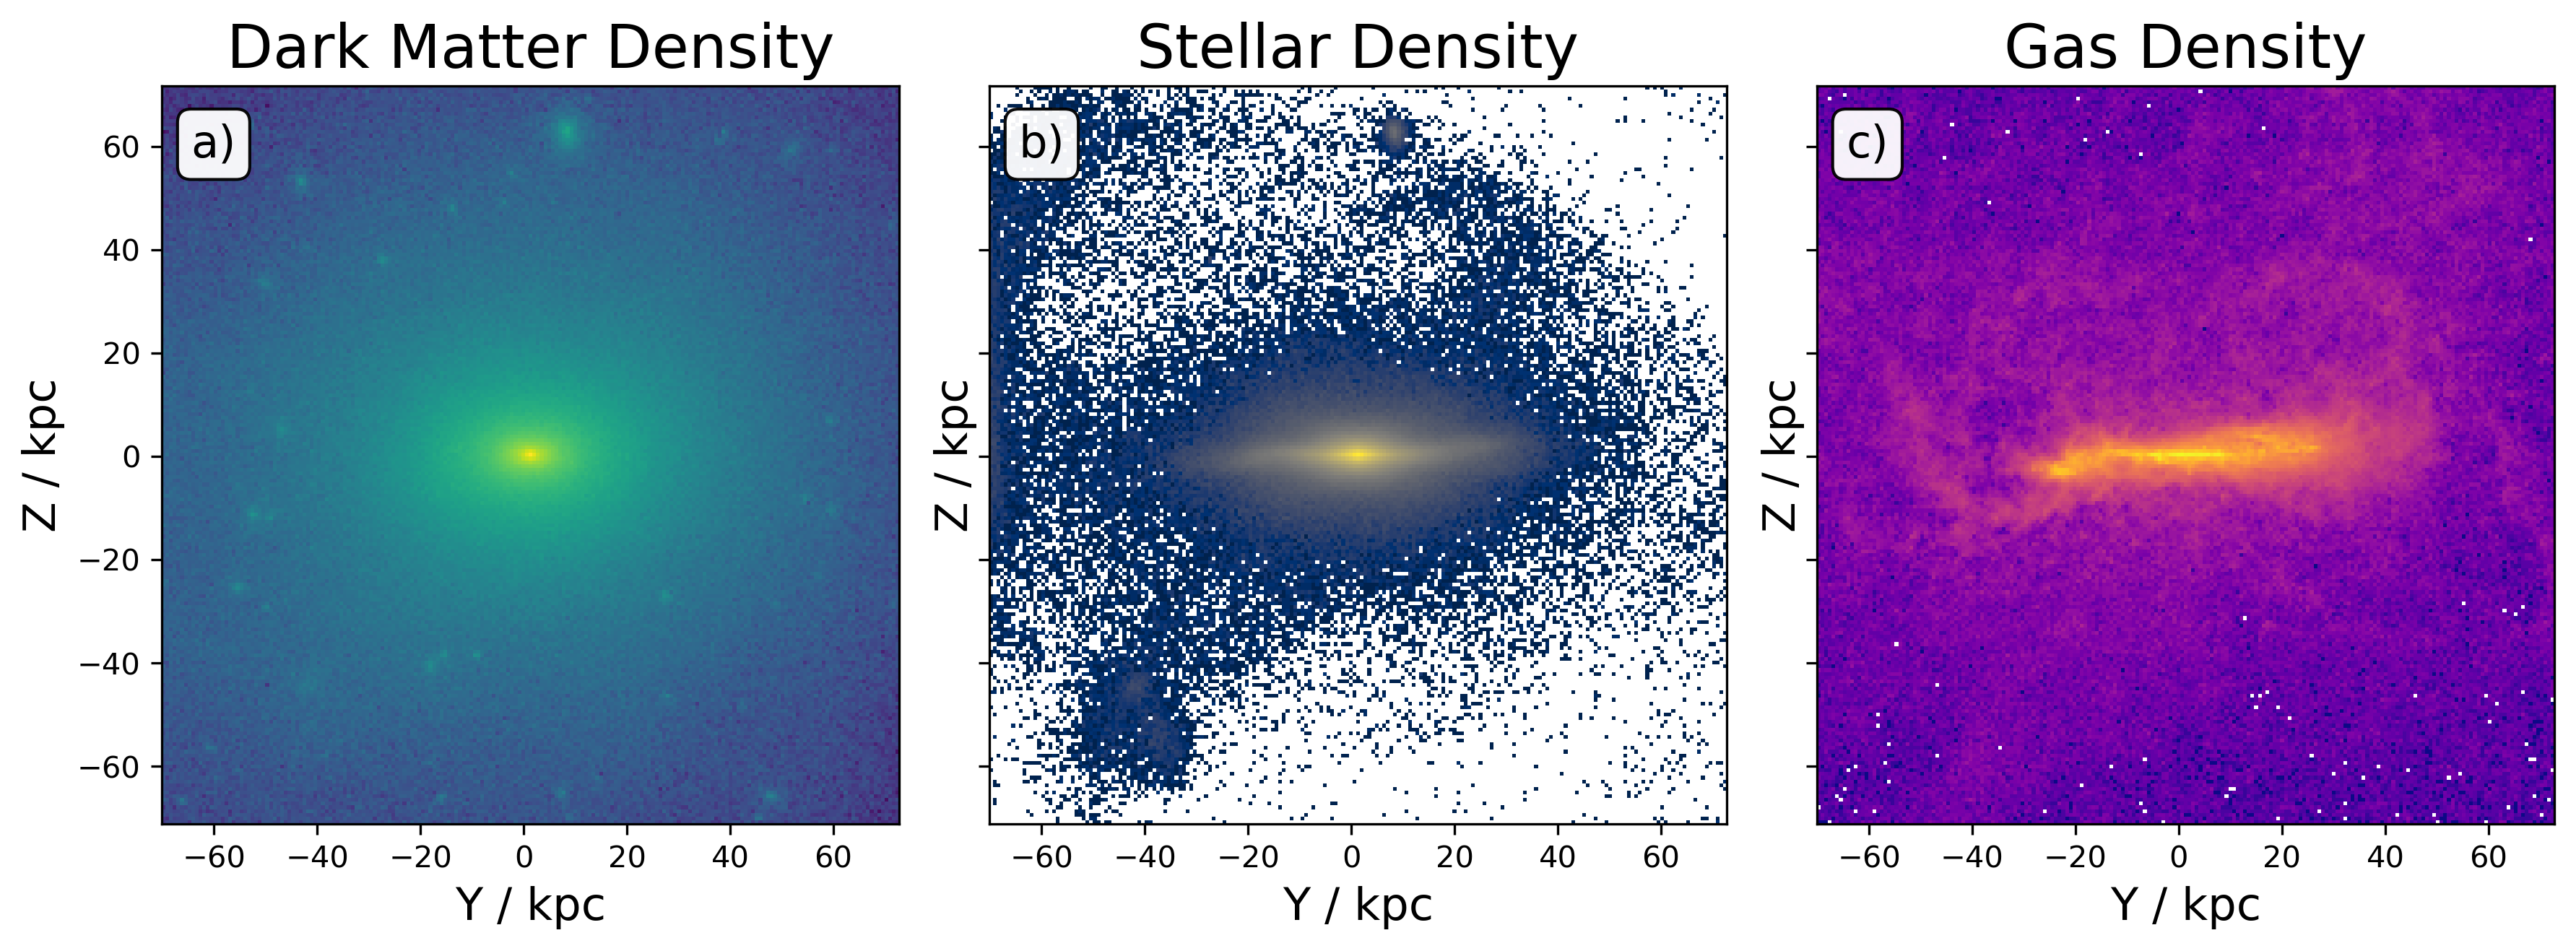 Dark Matter Density
Stellar Density
Gas Density
a)
b)
c)
60
40
20
0
−20
−40
−60
Z / kpc
Z / kpc
Z / kpc
−60 −40 −20 0 20 40 60
−60 −40 −20 0 20 40 60
−60 −40 −20 0 20 40 60
Y / kpc
Y / kpc
Y / kpc